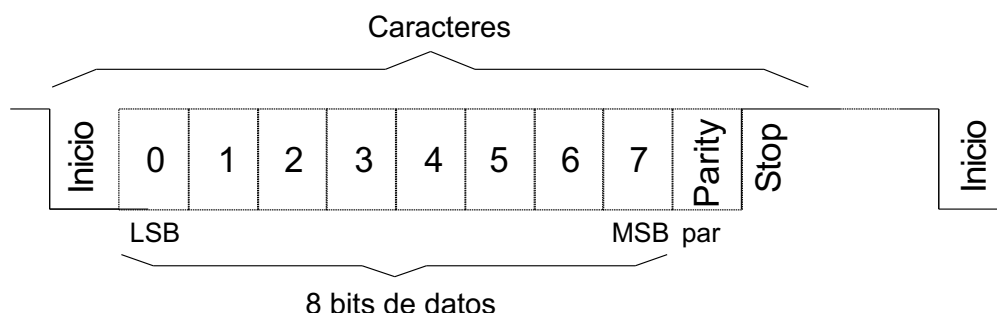 Caracteres
Inicio 0 1 2 3 4 5 6 7 Parity Stop Inicio
LSB MSB par
8 bits de datos